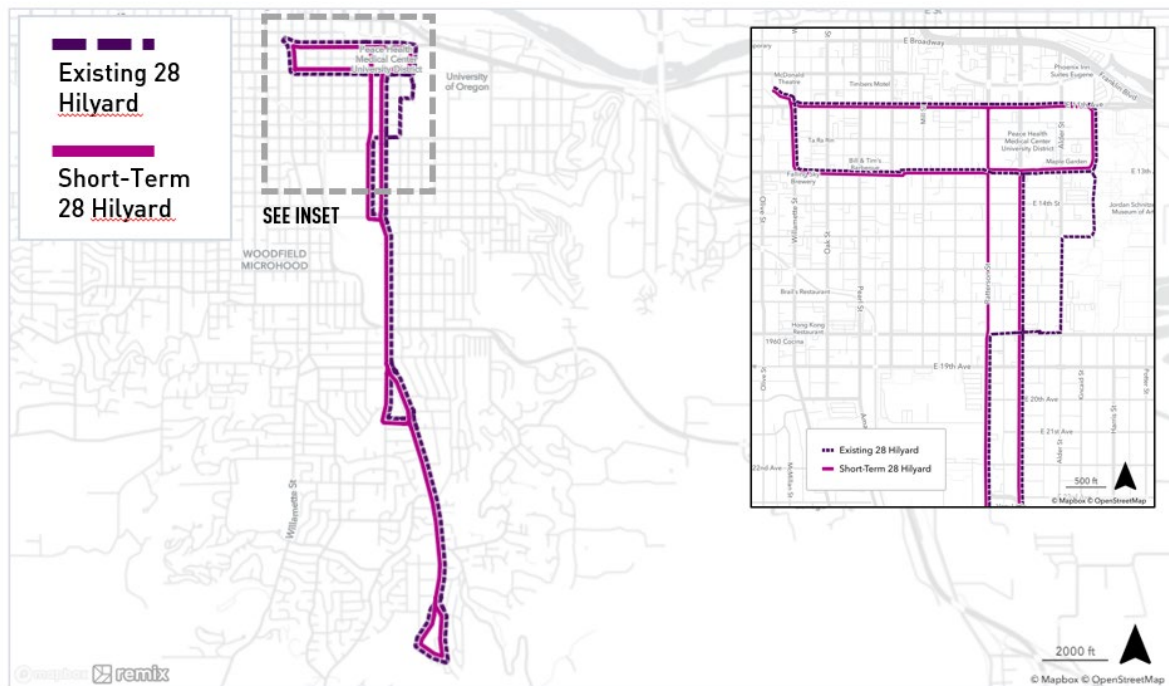 Existing 28
Hilyard
Short-Term
28 Hilyard
Peace Health
Medical Center
University District
University
of Oregon
SEE INSET
WOODFIELD
MICROHOOD
Willamette St
mapbox remix
2000 ft
© Mapbox © OpenStreetMap
E Broadway
McDonald
Theatre
Timbers Motel
Phoenix Inn
Suites Eugene
Franklin Blvd
Mill St
Alder St
Peace Health
Medical Center
University District
Ta Ra Rin
Bill & Tim's
Maple Garden
Falling Sky
Brewery
E 13th
E 14th St
Jordan Schnitzer
Museum of Art
Olive St
Willamette St
Oak St
Pearl St
Patterson St
Brail's Restaurant
Hong Kong
Restaurant
E 19th Ave
Olive St
Kincaid St
Potter St
E 20th Ave
Harris St
E 21st Ave
Alder St
22nd Ave
McMillan St
Existing 28 Hilyard
Short-Term 28 Hilyard
500 ft
© Mapbox © OpenStreetMap